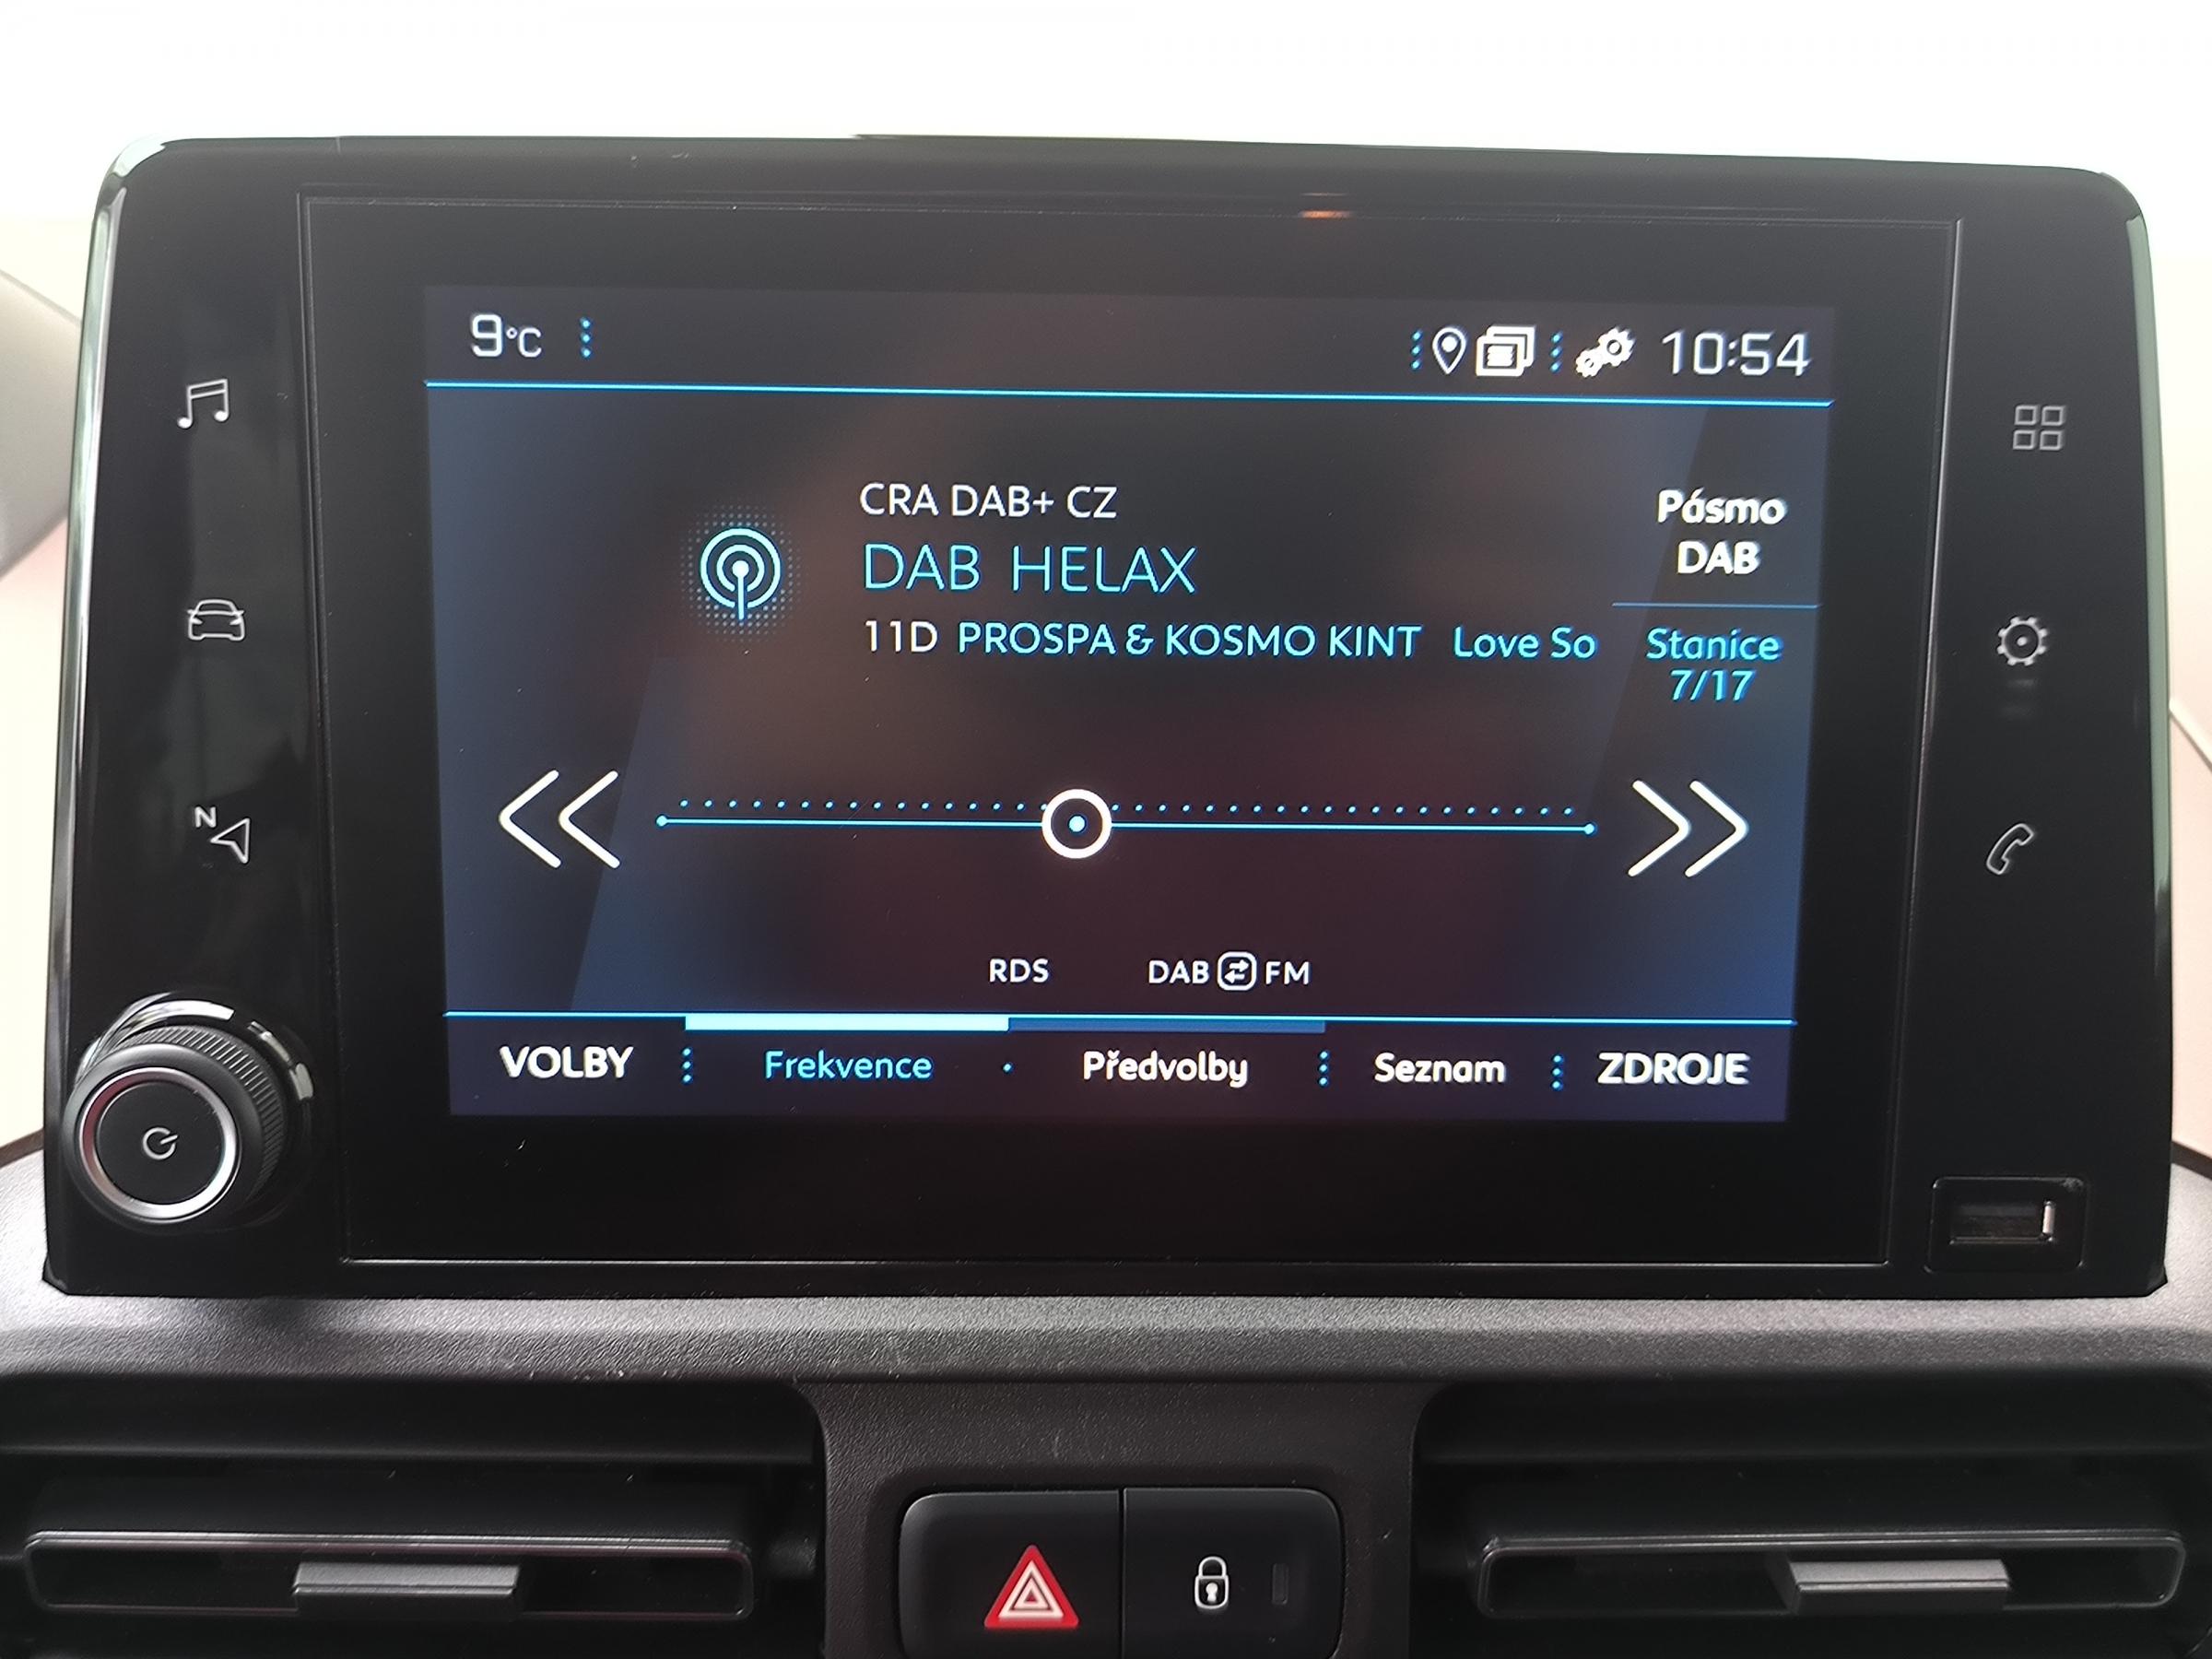 9°C
10:54
CRA DAB+ CZ
DAB HELAX
11D PROSPA & KOSMO KINT Love So
Pásmo
DAB
Stanice
7/17
N
RDS
DAB FM
VOLBY
Frekvence
Předvolby
Seznam
ZDROJE